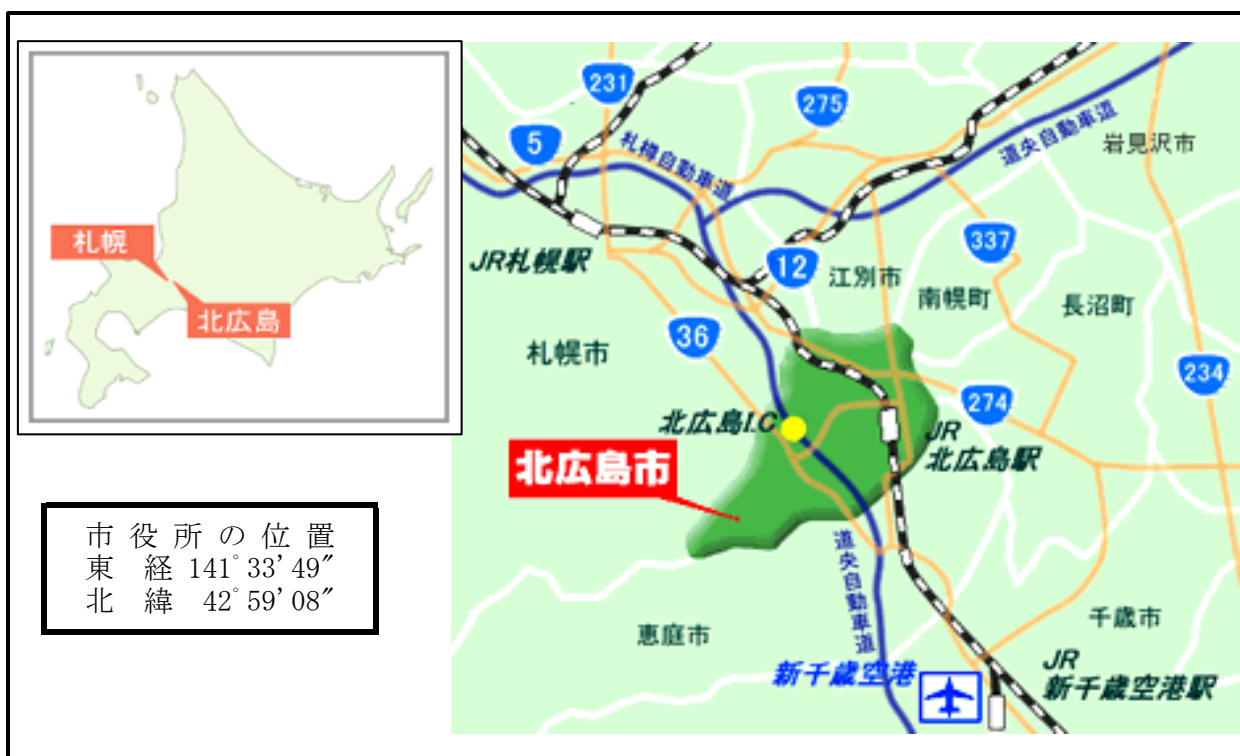 札幌
北広島
市役所の位置
東　経 141ﾟ33’49”
北　緯　42ﾟ59’08”
231
275
5
札樽自動車道
道央自動車道
岩見沢市
337
JR札幌駅
12
江別市
南幌町
長沼町
36
札幌市
234
274
北広島I.C
JR
北広島駅
北広島市
道央自動車道
恵庭市
千歳市
新千歳空港
JR
新千歳空港駅